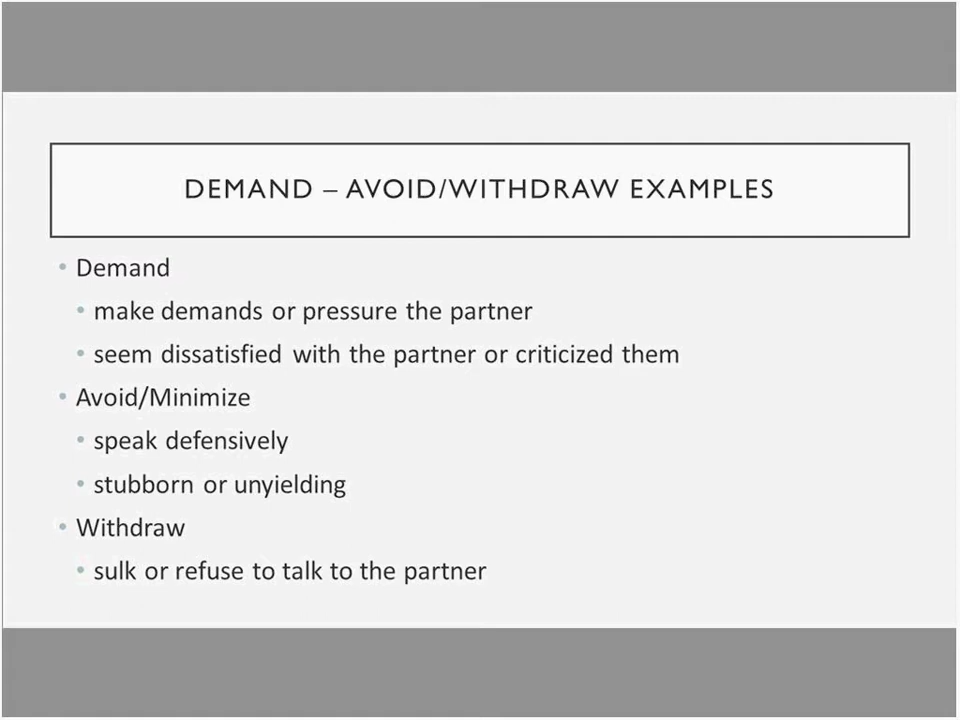 DEMAND – AVOID/WITHDRAW EXAMPLES
• Demand
• make demands or pressure the partner
• seem dissatisfied with the partner or criticized them
• Avoid/Minimize
• speak defensively
• stubborn or unyielding
• Withdraw
• sulk or refuse to talk to the partner